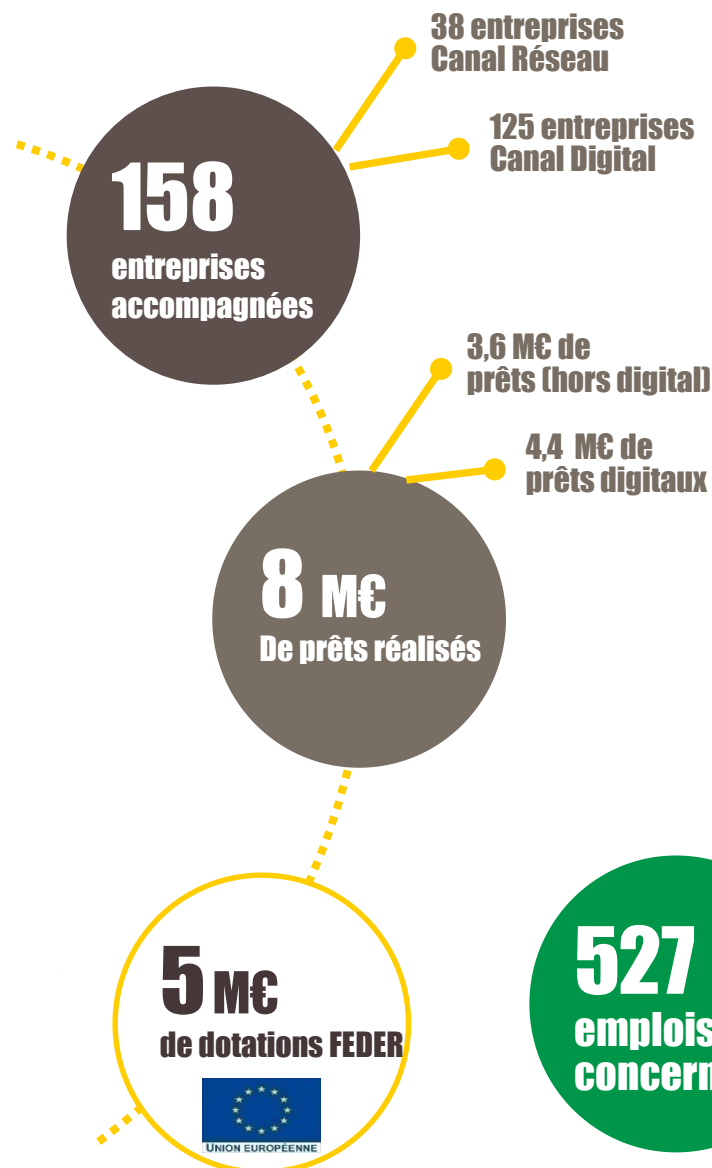 38 entreprises
Canal Réseau
125 entreprises
Canal Digital
158
entreprises
accompagnées
3,6 M€ de
prêts (hors digital)
4,4 M€ de
prêts digitaux
8 M€
De prêts réalisés
5 M€
de dotations FEDER
UNION EUROPÉENNE
527
emplois